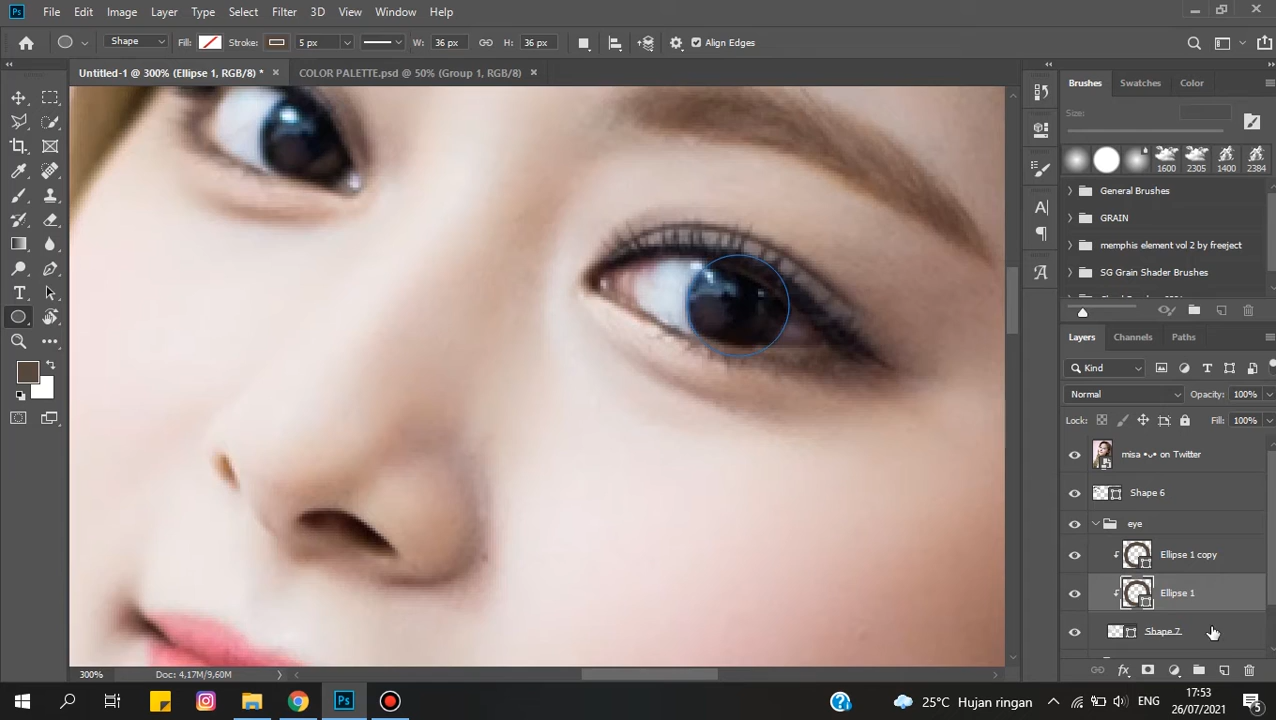 Ps File Edit Image Layer Type Select Filter 3D View Window Help
Shape Fill: Stroke: 5 px W: 36 px H: 36 px Align Edges
Untitled-1 @ 300% (Ellipse 1, RGB/8) * × COLOR PALETTE.psd @ 50% (Group 1, RGB/8) ×
Brushes Swatches Color
Size:
1600 2305 1400 2384
General Brushes
GRAIN
memphis element vol 2 by freeject
SG Grain Shader Brushes
Layers Channels Paths
Kind
Normal Opacity: 100%
Lock: Fill: 100%
misa •ᴗ• on Twitter
Shape 6
eye
Ellipse 1 copy
Ellipse 1
Shape 7
300% Doc: 4,17M/9,60M
fx
Ps 25°C Hujan ringan ENG 17:53
26/07/2021 5